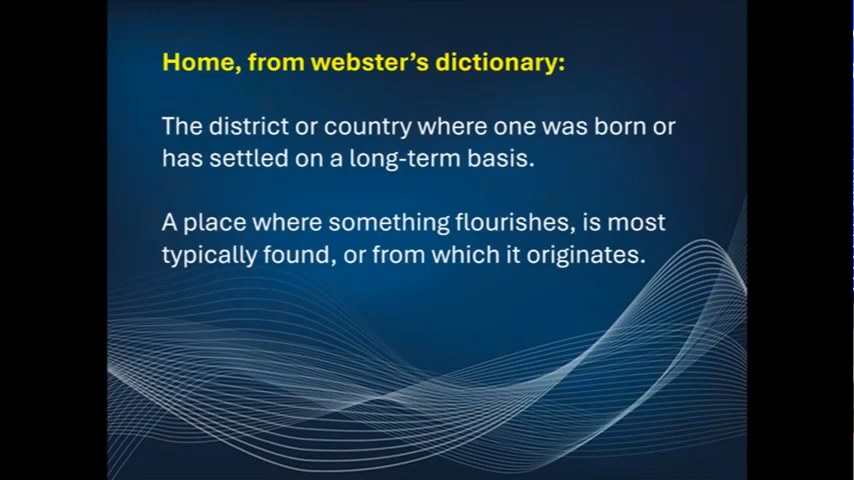 Home, from webster’s dictionary:
The district or country where one was born or
has settled on a long-term basis.
A place where something flourishes, is most
typically found, or from which it originates.